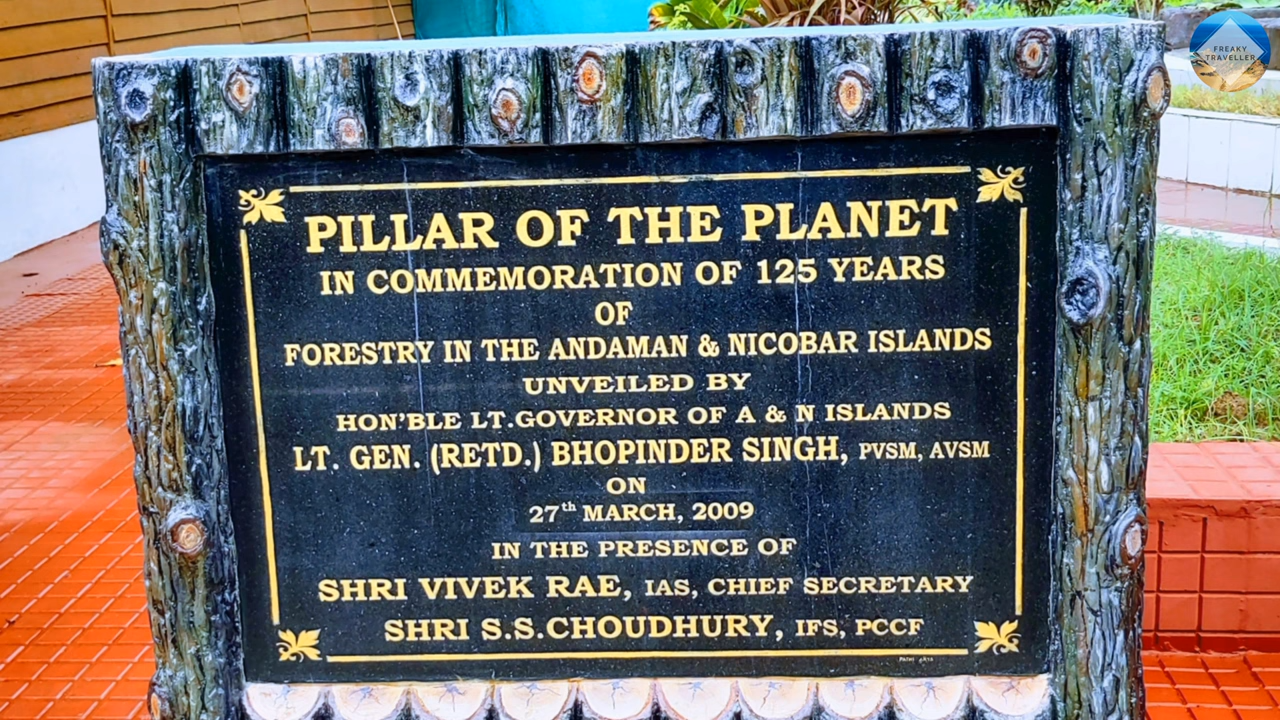 FREAKY
TRAVELLER
PILLAR OF THE PLANET
IN COMMEMORATION OF 125 YEARS
OF
FORESTRY IN THE ANDAMAN & NICOBAR ISLANDS
UNVEILED BY
HON'BLE LT.GOVERNOR OF A & N ISLANDS
LT. GEN. (RETD.) BHOPINDER SINGH, PVSM, AVSM
ON
27th MARCH, 2009
IN THE PRESENCE OF
SHRI VIVEK RAE, IAS, CHIEF SECRETARY
SHRI S.S.CHOUDHURY, IFS, PCCF